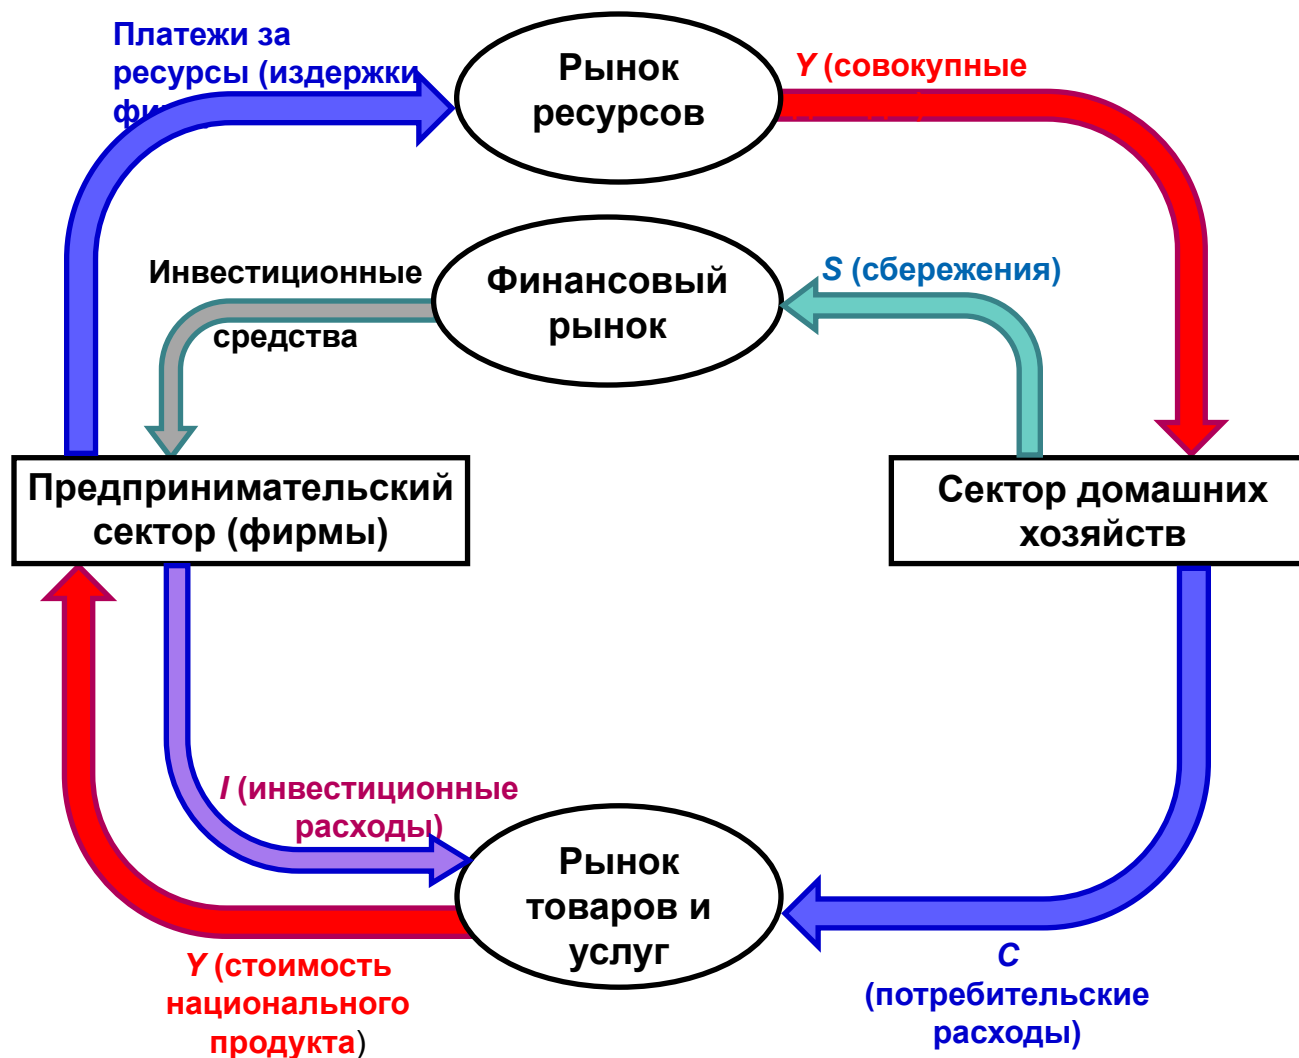 Платежи за
ресурсы (издержки
Рынок
ресурсов
Y (совокупные
Инвестиционные
средства
Финансовый
рынок
S (сбережения)
Предпринимательский
сектор (фирмы)
Сектор домашних
хозяйств
I (инвестиционные
расходы)
Рынок
товаров и
услуг
Y (стоимость
национального
продукта)
C
(потребительские
расходы)